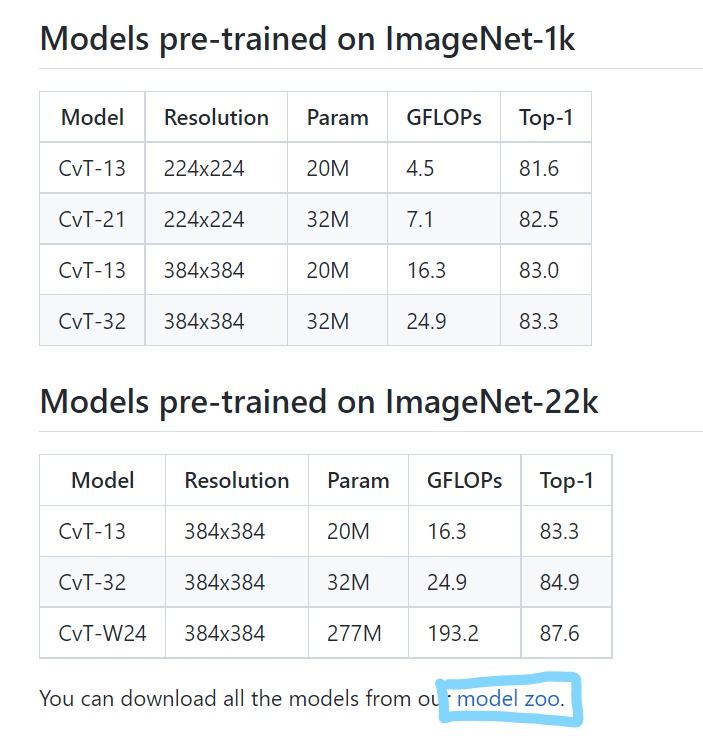 Models pre-trained on ImageNet-1k
Model Resolution Param GFLOPs Top-1
CvT-13 224x224 20M 4.5 81.6
CvT-21 224x224 32M 7.1 82.5
CvT-13 384x384 20M 16.3 83.0
CvT-32 384x384 32M 24.9 83.3
Models pre-trained on ImageNet-22k
Model Resolution Param GFLOPs Top-1
CvT-13 384x384 20M 16.3 83.3
CvT-32 384x384 32M 24.9 84.9
CvT-W24 384x384 277M 193.2 87.6
You can download all the models from our model zoo.